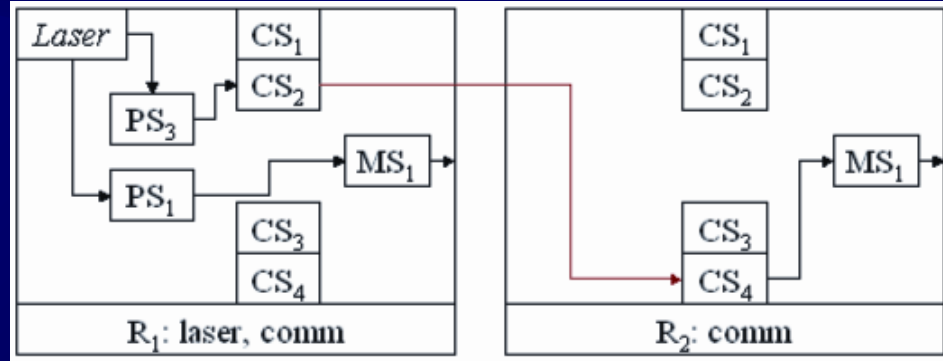 Laser
CS₁
CS₂
PS₃
PS₁
MS₁
CS₃
CS₄
R₁: laser, comm
CS₁
CS₂
MS₁
CS₃
CS₄
R₂: comm